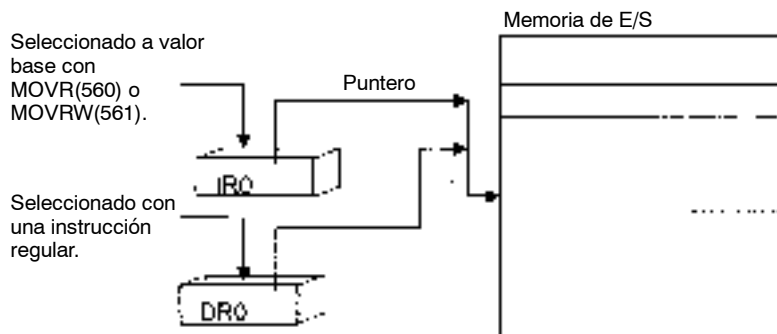 Memoria de E/S
Seleccionado a valor
base con
MOVR(560) o
MOVRW(561).
Puntero
IR0
Seleccionado con
una instrucción
regular.
DR0